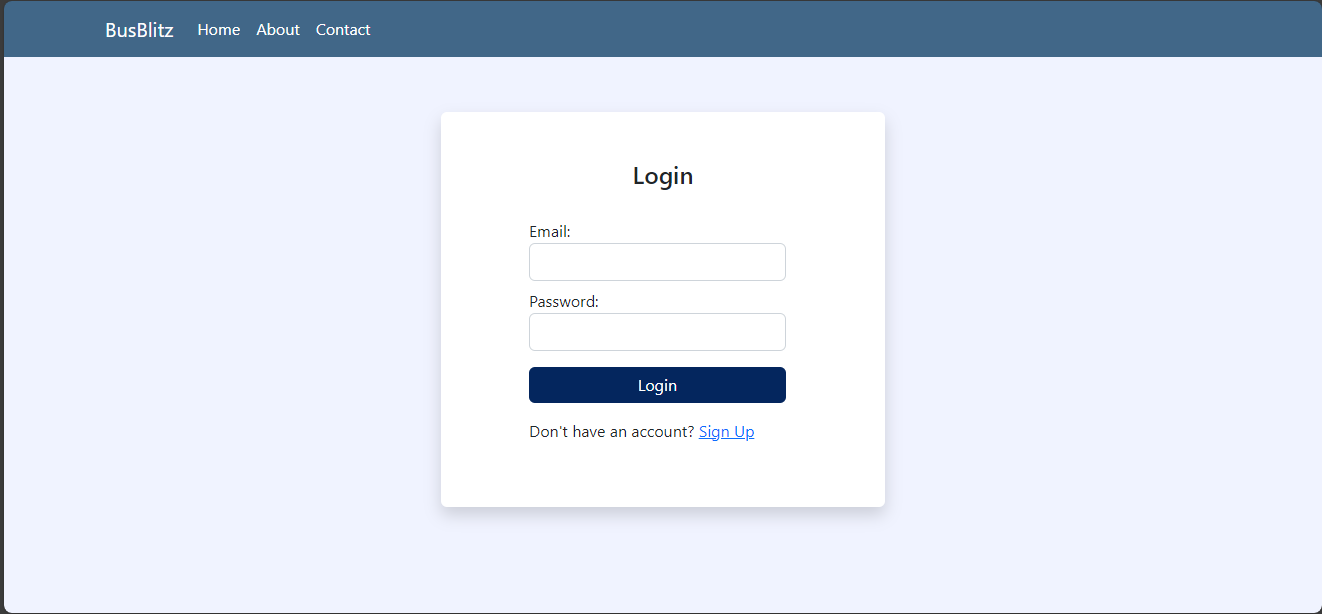 BusBlitz Home About Contact
Login
Email:
Password:
Login
Don't have an account? Sign Up